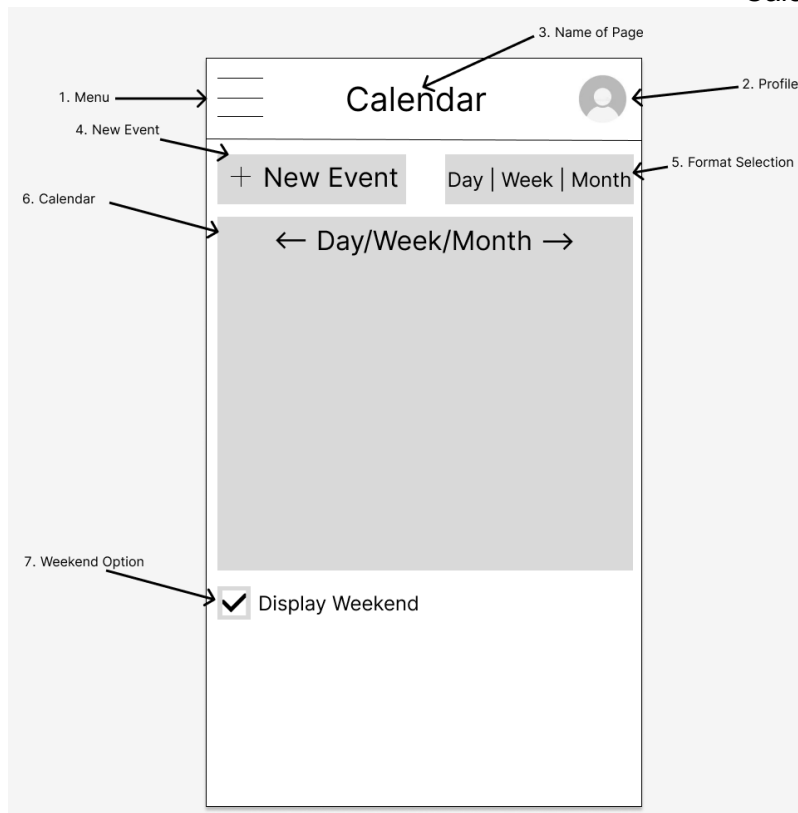 3. Name of Page
1. Menu
Calendar
2. Profile
4. New Event
+ New Event
Day | Week | Month
5. Format Selection
6. Calendar
← Day/Week/Month →
7. Weekend Option
Display Weekend